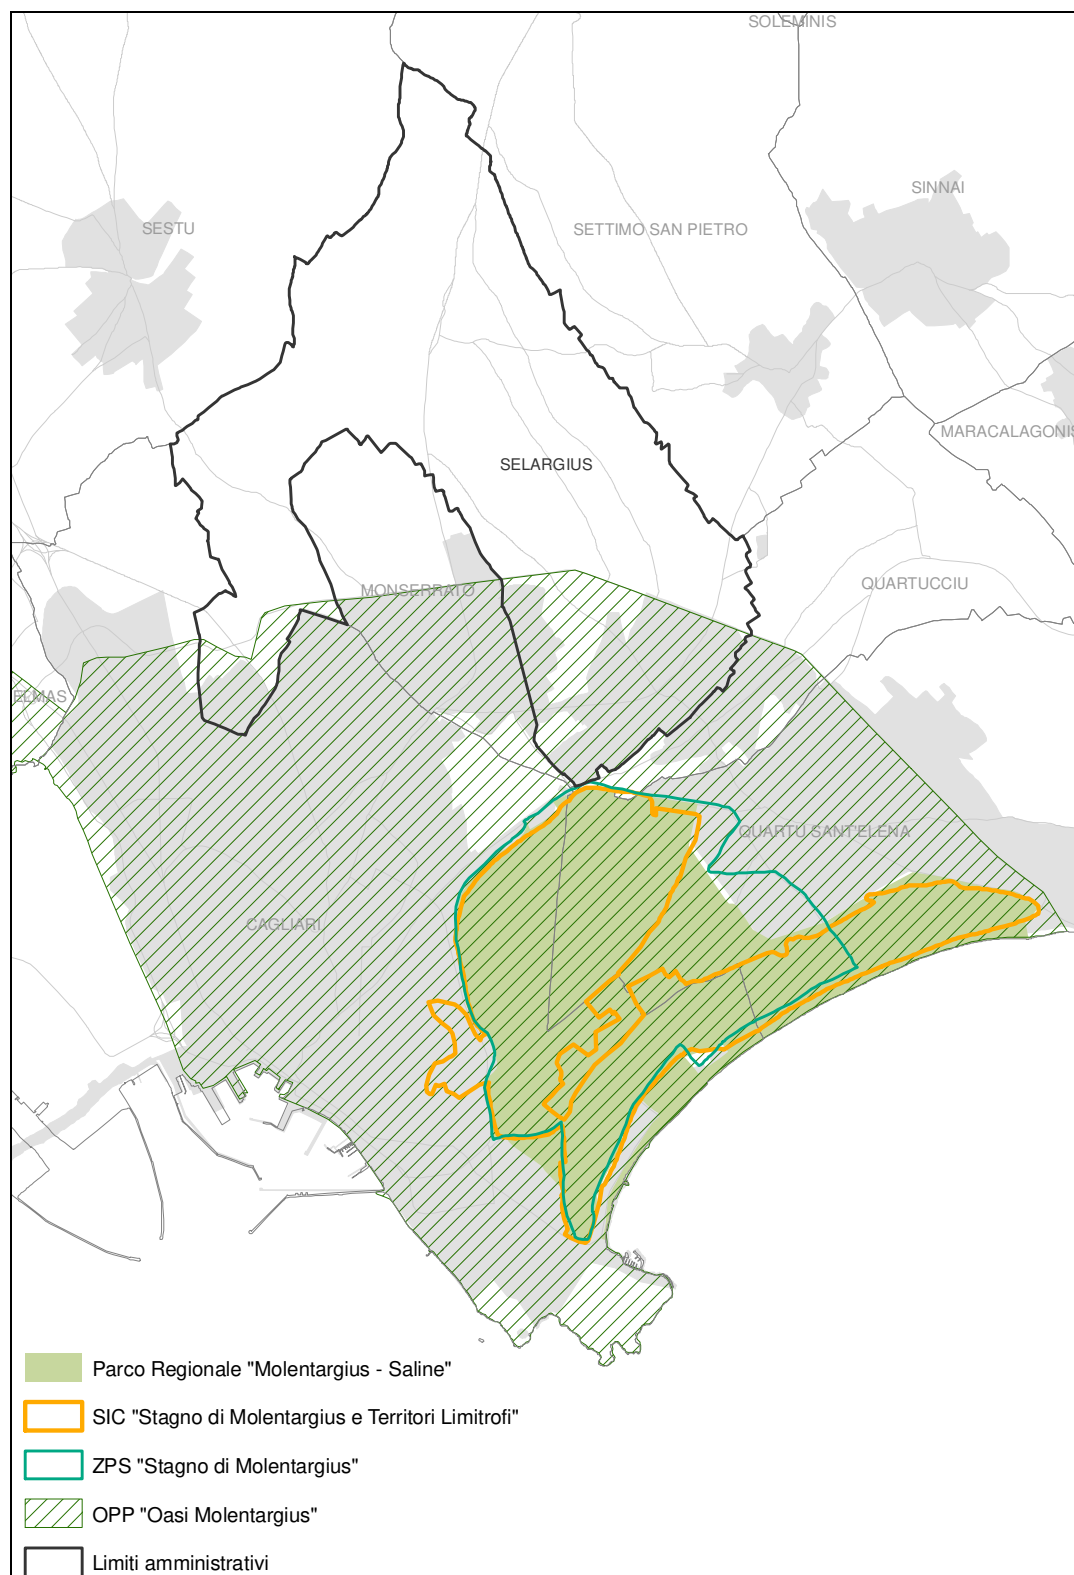 SOLEMINIS
SINNAI
SESTU
SETTIMO SAN PIETRO
MARACALAGONIS
SELARGIUS
MONSERRATO
QUARTUCCIU
ELMAS
QUARTU SANT'ELENA
CAGLIARI
Parco Regionale "Molentargius - Saline"
SIC "Stagno di Molentargius e Territori Limitrofi"
ZPS "Stagno di Molentargius"
OPP "Oasi Molentargius"
Limiti amministrativi